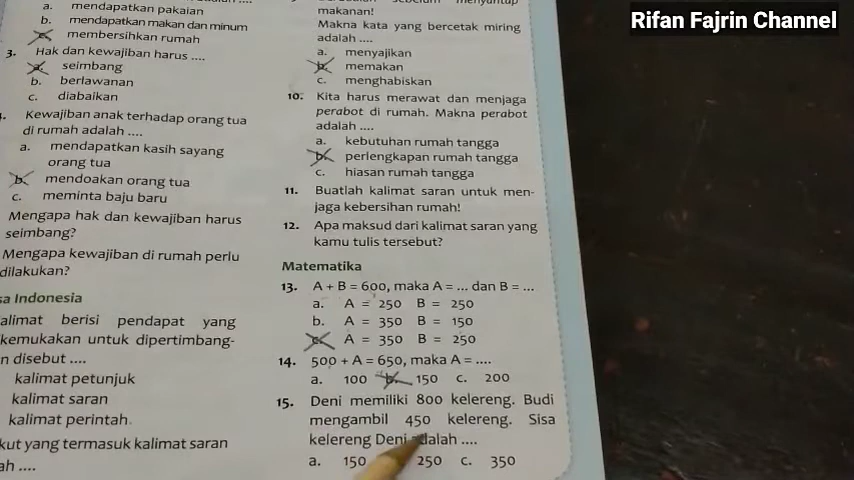 Rifan Fajrin Channel
a. mendapatkan pakaian
b. mendapatkan makan dan minum
c. membersihkan rumah
3. Hak dan kewajiban harus ....
a. seimbang
b. berlawanan
c. diabaikan
Kewajiban anak terhadap orang tua
di rumah adalah ....
a. mendapatkan kasih sayang
orang tua
b. mendoakan orang tua
c. meminta baju baru
Mengapa hak dan kewajiban harus
seimbang?
Mengapa kewajiban di rumah perlu
dilakukan?
sa Indonesia
alimat berisi pendapat yang
kemukakan untuk dipertimbang-
n disebut ....
kalimat petunjuk
kalimat saran
kalimat perintah
kut yang termasuk kalimat saran
ah ....
makanan!
Makna kata yang bercetak miring
adalah ....
a. menyajikan
b. memakan
c. menghabiskan
10. Kita harus merawat dan menjaga
perabot di rumah. Makna perabot
adalah ....
a. kebutuhan rumah tangga
b. perlengkapan rumah tangga
c. hiasan rumah tangga
11. Buatlah kalimat saran untuk men-
jaga kebersihan rumah!
12. Apa maksud dari kalimat saran yang
kamu tulis tersebut?
Matematika
13. A + B = 600, maka A = ... dan B = ...
a. A = 250 B = 250
b. A = 350 B = 150
c. A = 350 B = 250
14. 500 + A = 650, maka A = ....
a. 100 b. 150 c. 200
15. Deni memiliki 800 kelereng. Budi
mengambil 450 kelereng. Sisa
kelereng Deni adalah ....
a. 150 250 c. 350